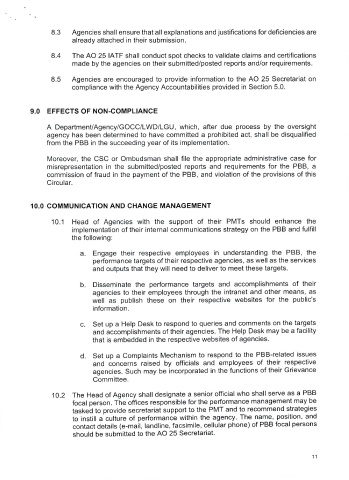 8.3 Agencies shall ensure that all explanations and justifications for deficiencies are
already attached in their submission.
8.4 The AO 25 IATF shall conduct spot checks to validate claims and certifications
made by the agencies on their submitted/posted reports and/or requirements.
8.5 Agencies are encouraged to provide information to the AO 25 Secretariat on
compliance with the Agency Accountabilities provided in Section 5.0.
9.0 EFFECTS OF NON-COMPLIANCE
A Department/Agency/GOCC/LWD/LGU, which, after due process by the oversight
agency has been determined to have committed a prohibited act, shall be disqualified
from the PBB in the succeeding year of its implementation.
Moreover, the CSC or Ombudsman shall file the appropriate administrative case for
misrepresentation in the submitted/posted reports and requirements for the PBB, a
commission of fraud in the payment of the PBB, and violation of the provisions of this
Circular.
10.0 COMMUNICATION AND CHANGE MANAGEMENT
10.1 Head of Agencies with the support of their PMTs should enhance the
implementation of their internal communications strategy on the PBB and fulfill
the following:
a. Engage their respective employees in understanding the PBB, the
performance targets of their respective agencies, as well as the services
and outputs that they will need to deliver to meet these targets.
b. Disseminate the performance targets and accomplishments of their
agencies to their employees through the intranet and other means, as
well as publish these on their respective websites for the public's
information.
c. Set up a Help Desk to respond to queries and comments on the targets
and accomplishments of their agencies. The Help Desk may be a facility
that is embedded in the respective websites of agencies.
d. Set up a Complaints Mechanism to respond to the PBB-related issues
and concerns raised by officials and employees of their respective
agencies. Such may be incorporated in the functions of their Grievance
Committee.
10.2 The Head of Agency shall designate a senior official who shall serve as a PBB
focal person. The offices responsible for the performance management may be
tasked to provide secretariat support to the PMT and to recommend strategies
to instill a culture of performance within the agency. The name, position, and
contact details (e-mail, landline, facsimile, cellular phone) of PBB focal persons
should be submitted to the AO 25 Secretariat.
11